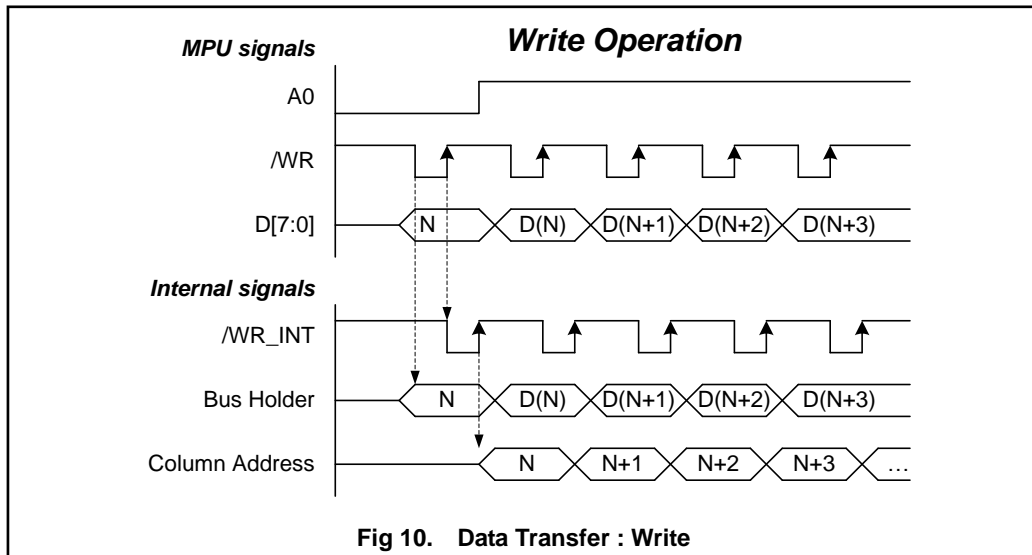 Write Operation
MPU signals
A0
/WR
D[7:0] N D(N) D(N+1) D(N+2) D(N+3)
Internal signals
/WR_INT
Bus Holder N D(N) D(N+1) D(N+2) D(N+3)
Column Address N N+1 N+2 N+3 ...
Fig 10. Data Transfer : Write